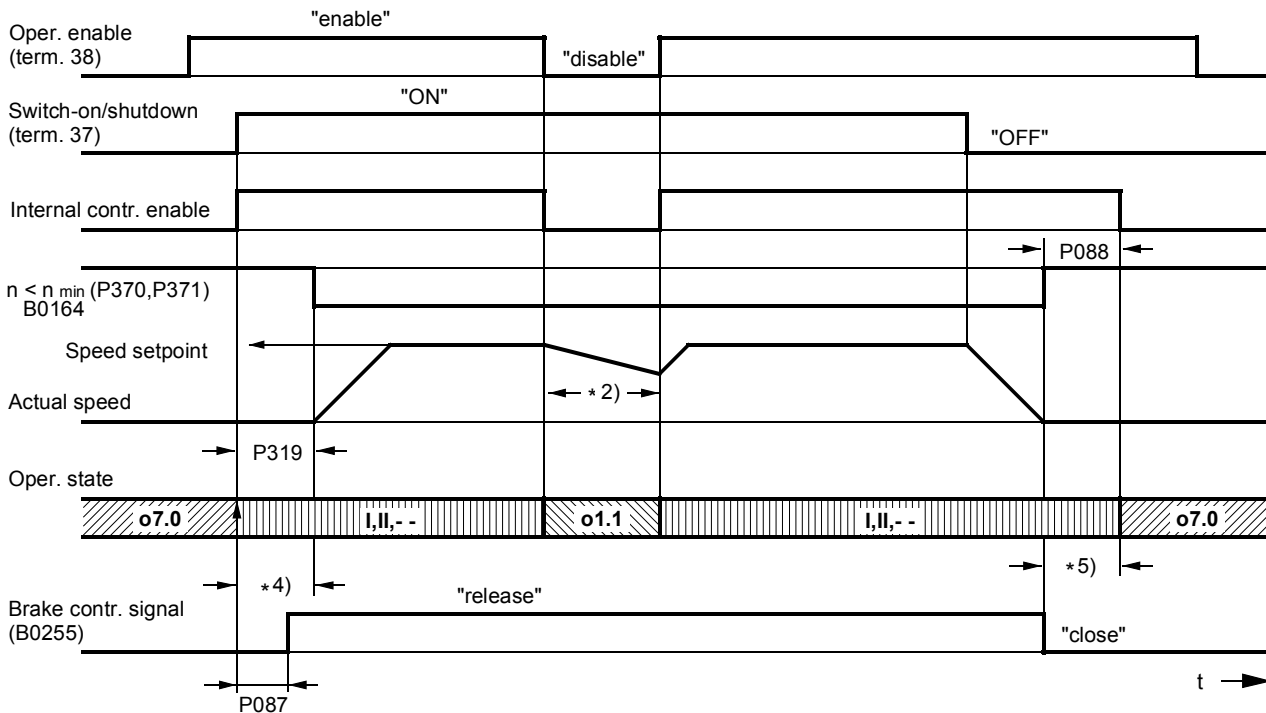 "enable"
Oper. enable
(term. 38)
"disable"
"ON"
Switch-on/shutdown
(term. 37)
"OFF"
Internal contr. enable
P088
n < n min (P370,P371)
B0164
Speed setpoint
* 2)
Actual speed
P319
Oper. state
o7.0
I,II,- -
o1.1
I,II,- -
o7.0
* 4)
* 5)
"release"
Brake contr. signal
(B0255)
"close"
t
P087